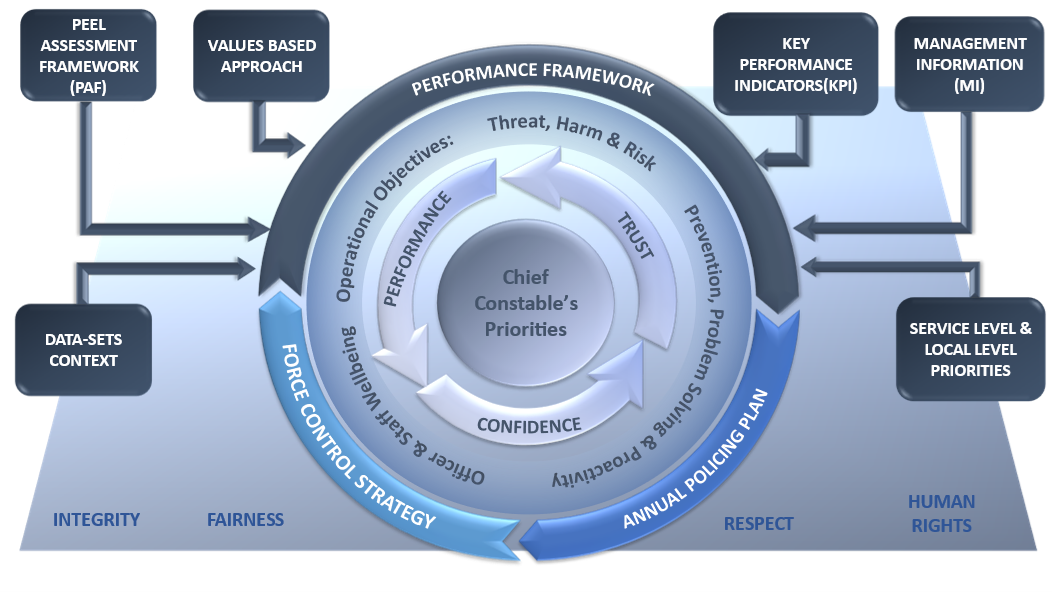 PEEL
ASSESSMENT
FRAMEWORK
(PAF)
VALUES BASED
APPROACH
KEY
PERFORMANCE
INDICATORS(KPI)
MANAGEMENT
INFORMATION
(MI)
DATA-SETS
CONTEXT
SERVICE LEVEL &
LOCAL LEVEL
PRIORITIES
PERFORMANCE FRAMEWORK
FORCE CONTROL STRATEGY
ANNUAL POLICING PLAN
Operational Objectives:
Threat, Harm & Risk
Prevention, Problem Solving & Proactivity
Officer & Staff Wellbeing
PERFORMANCE
TRUST
CONFIDENCE
Chief
Constable's
Priorities
INTEGRITY
FAIRNESS
RESPECT
HUMAN
RIGHTS